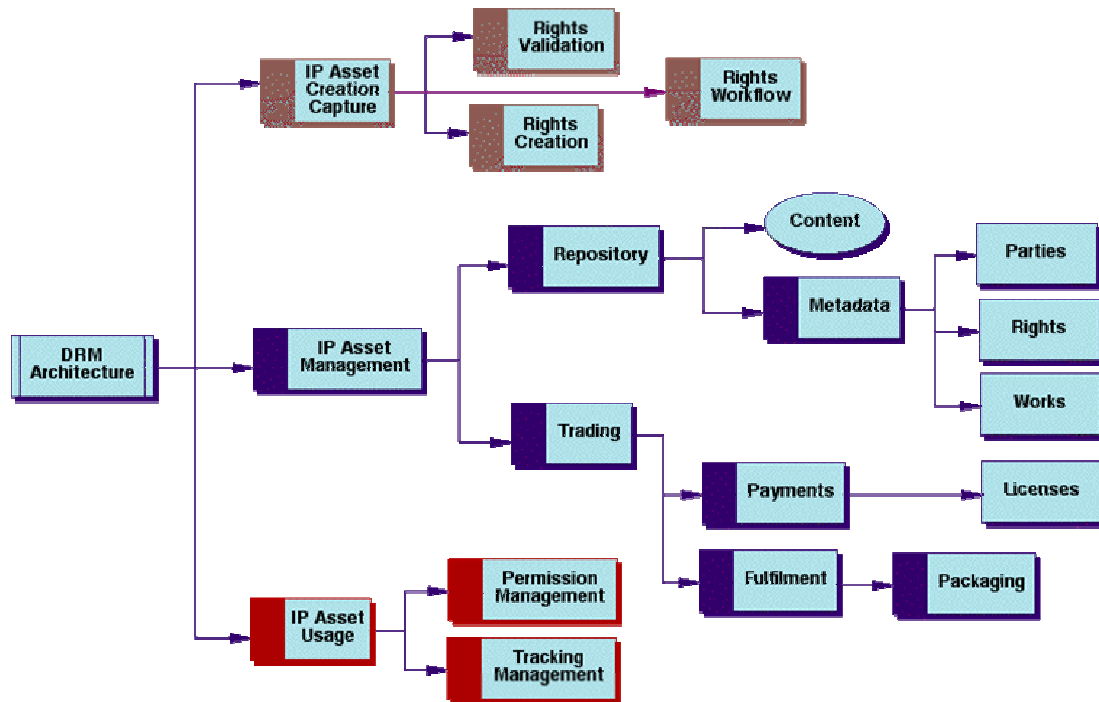 Rights
Validation
IP Asset
Creation
Capture
Rights
Workflow
Rights
Creation
Content
Repository
Parties
Metadata
Rights
DRM
Architecture
IP Asset
Management
Works
Trading
Payments
Licenses
Permission
Management
Fulfilment
Packaging
IP Asset
Usage
Tracking
Management